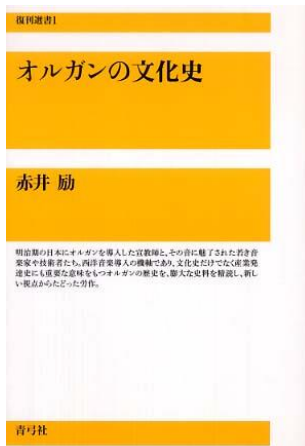 復刊選書1
オルガンの文化史
赤井 励
明治期の日本にオルガンを導入した宣教師と、その音に魅了された若き音
楽家や技術者たち。西洋音楽導入の機軸であり、文化史だけでなく産業発
達史にも重要な意味をもつオルガンの歴史を、膨大な史料を精読し、新し
い視点からたどった労作。
青弓社